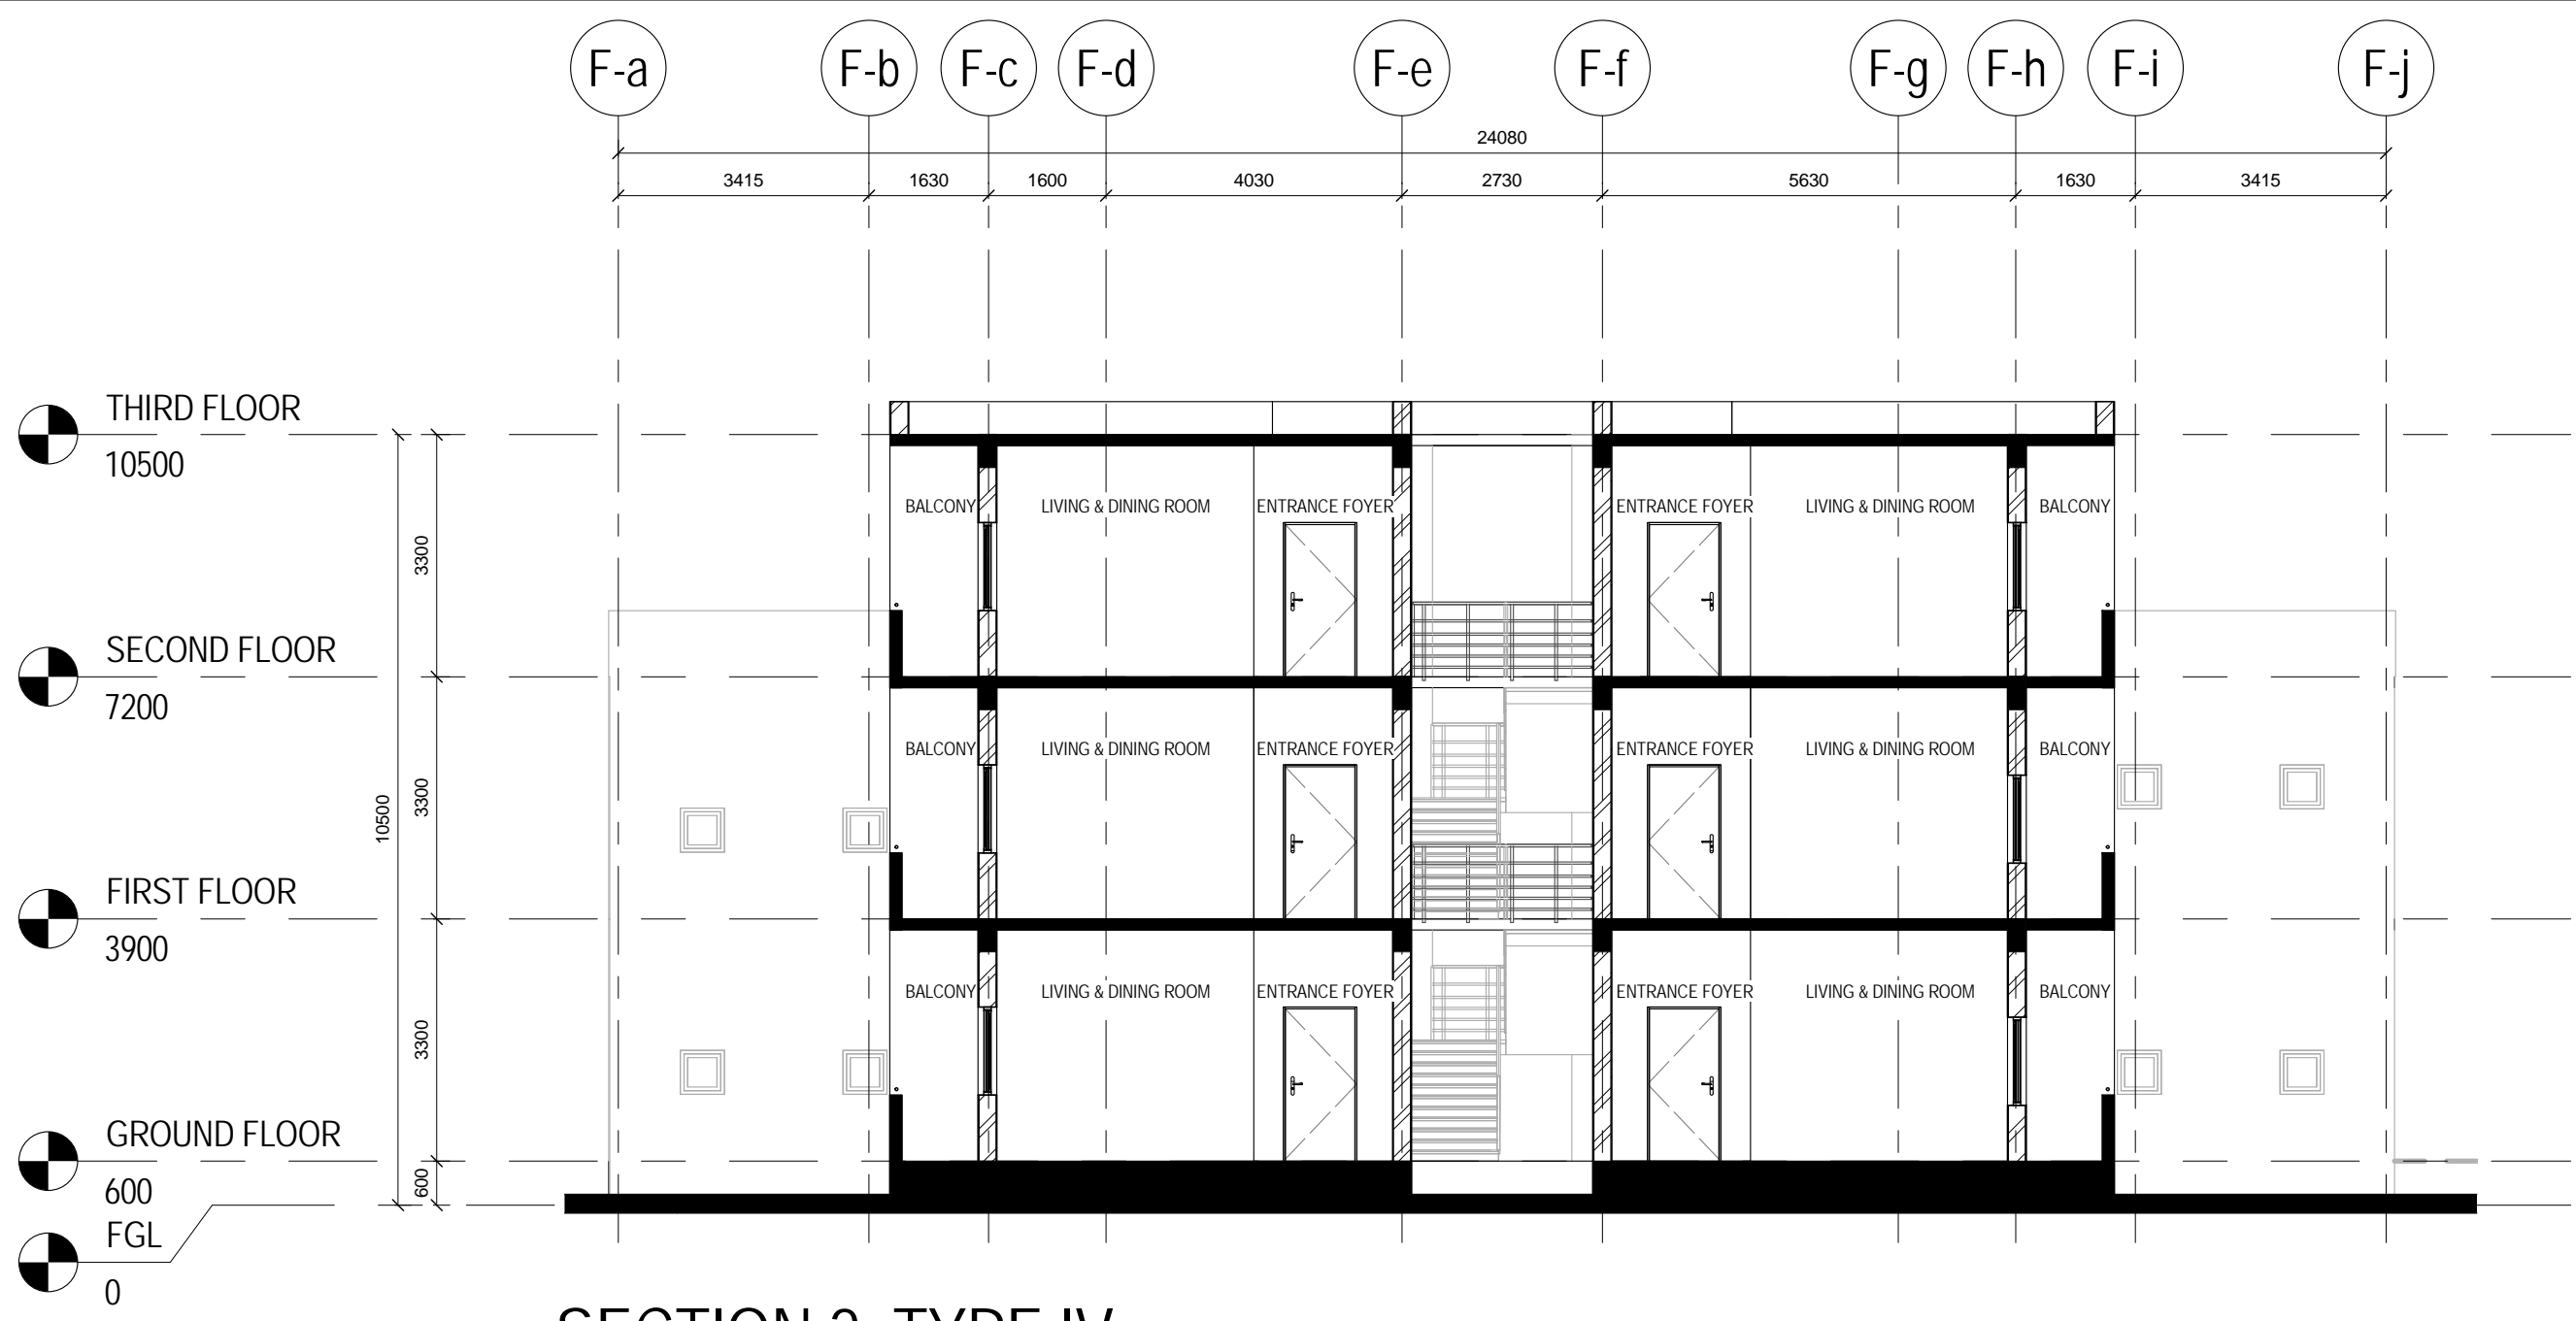 F-a F-b F-c F-d F-e F-f F-g F-h F-i F-j
24080
3415 1630 1600 4030 2730 5630 1630 3415
THIRD FLOOR
10500
3300
BALCONY LIVING & DINING ROOM ENTRANCE FOYER ENTRANCE FOYER LIVING & DINING ROOM BALCONY
SECOND FLOOR
7200
3300
10500
BALCONY LIVING & DINING ROOM ENTRANCE FOYER ENTRANCE FOYER LIVING & DINING ROOM BALCONY
FIRST FLOOR
3900
3300
BALCONY LIVING & DINING ROOM ENTRANCE FOYER ENTRANCE FOYER LIVING & DINING ROOM BALCONY
GROUND FLOOR
600
600
FGL
0
SECTION TYPE IV